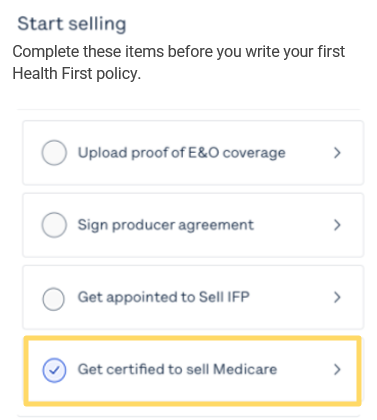 Start selling
Complete these items before you write your first
Health First policy.
Upload proof of E&O coverage
Sign producer agreement
Get appointed to Sell IFP
Get certified to sell Medicare